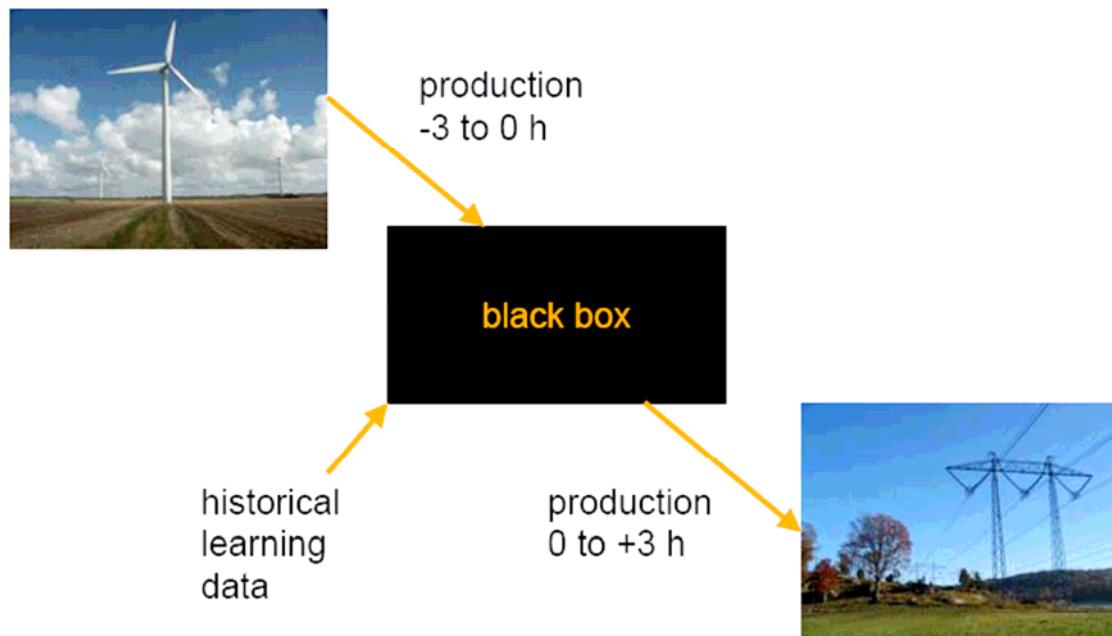 production
-3 to 0 h
black box
historical
learning
data
production
0 to +3 h